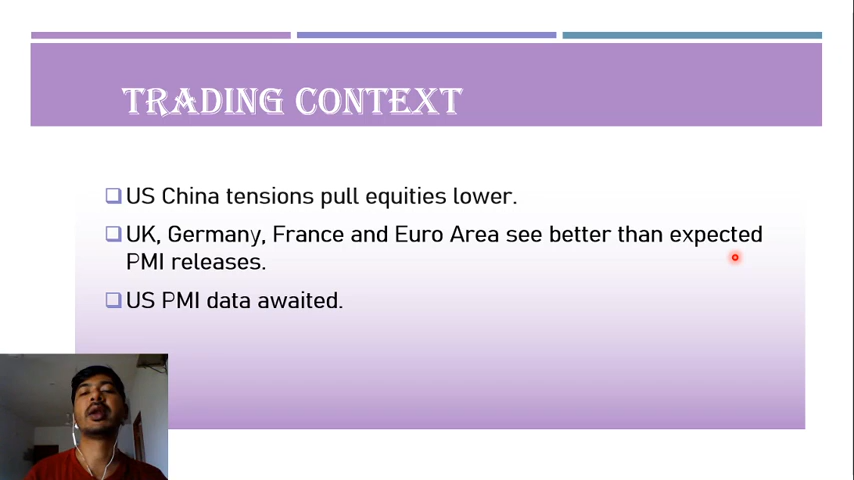 TRADING CONTEXT
US China tensions pull equities lower.
UK, Germany, France and Euro Area see better than expected
PMI releases.
US PMI data awaited.